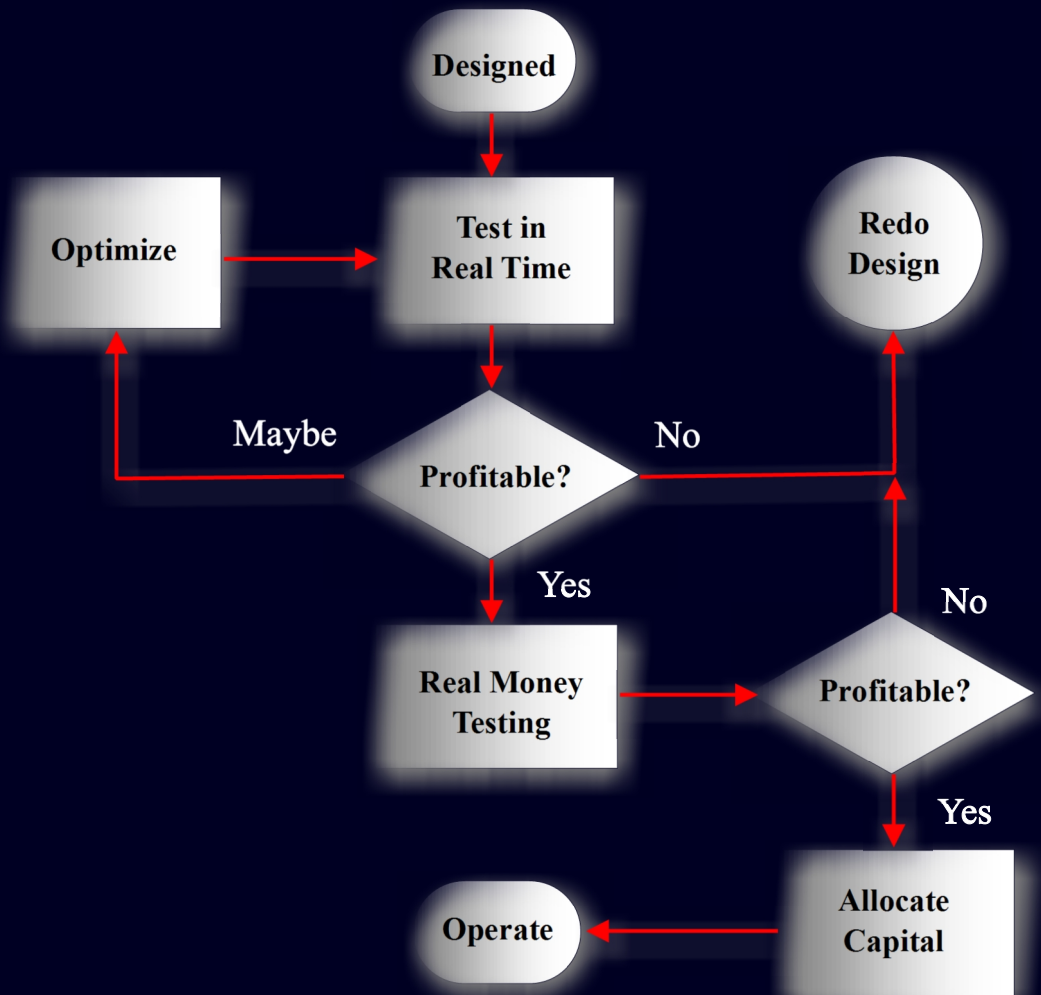 Designed
Optimize
Test in
Real Time
Redo
Design
Maybe
Profitable?
No
Yes
Real Money
Testing
Profitable?
No
Yes
Allocate
Capital
Operate